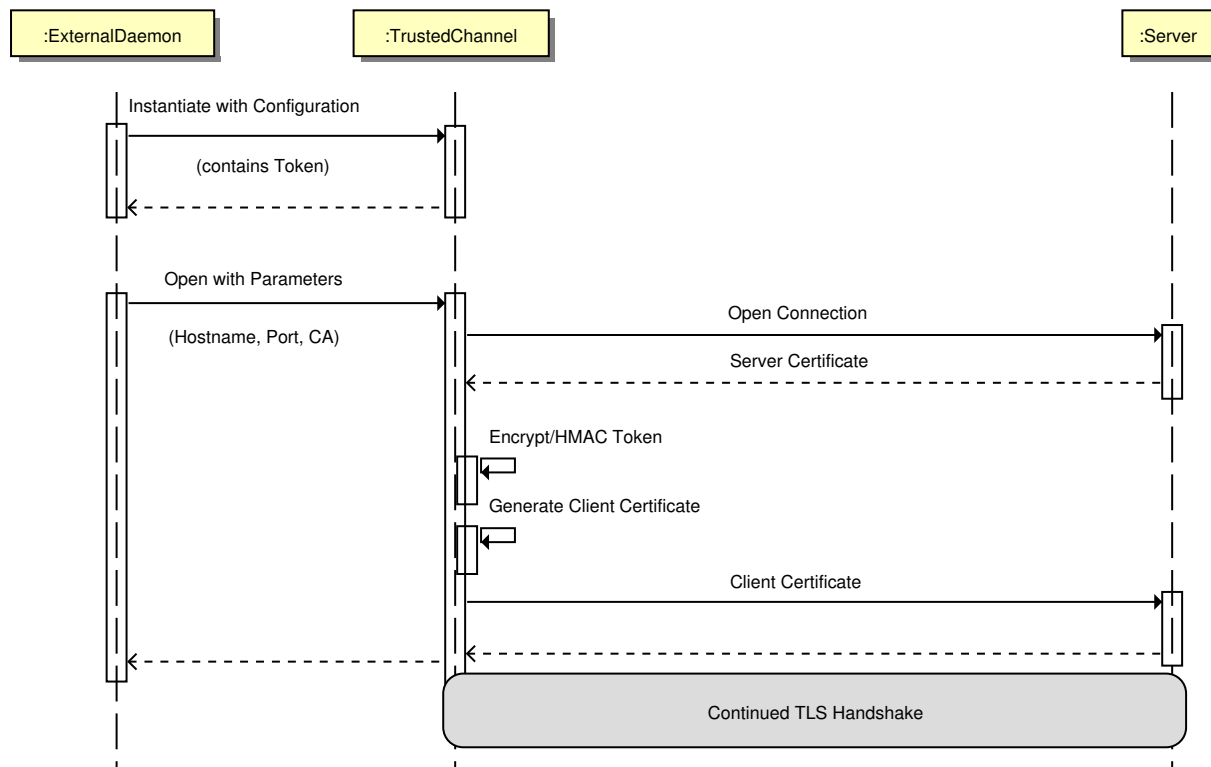 :ExternalDaemon
:TrustedChannel
:Server
Instantiate with Configuration
(contains Token)
Open with Parameters
(Hostname, Port, CA)
Open Connection
Server Certificate
Encrypt/HMAC Token
Generate Client Certificate
Client Certificate
Continued TLS Handshake